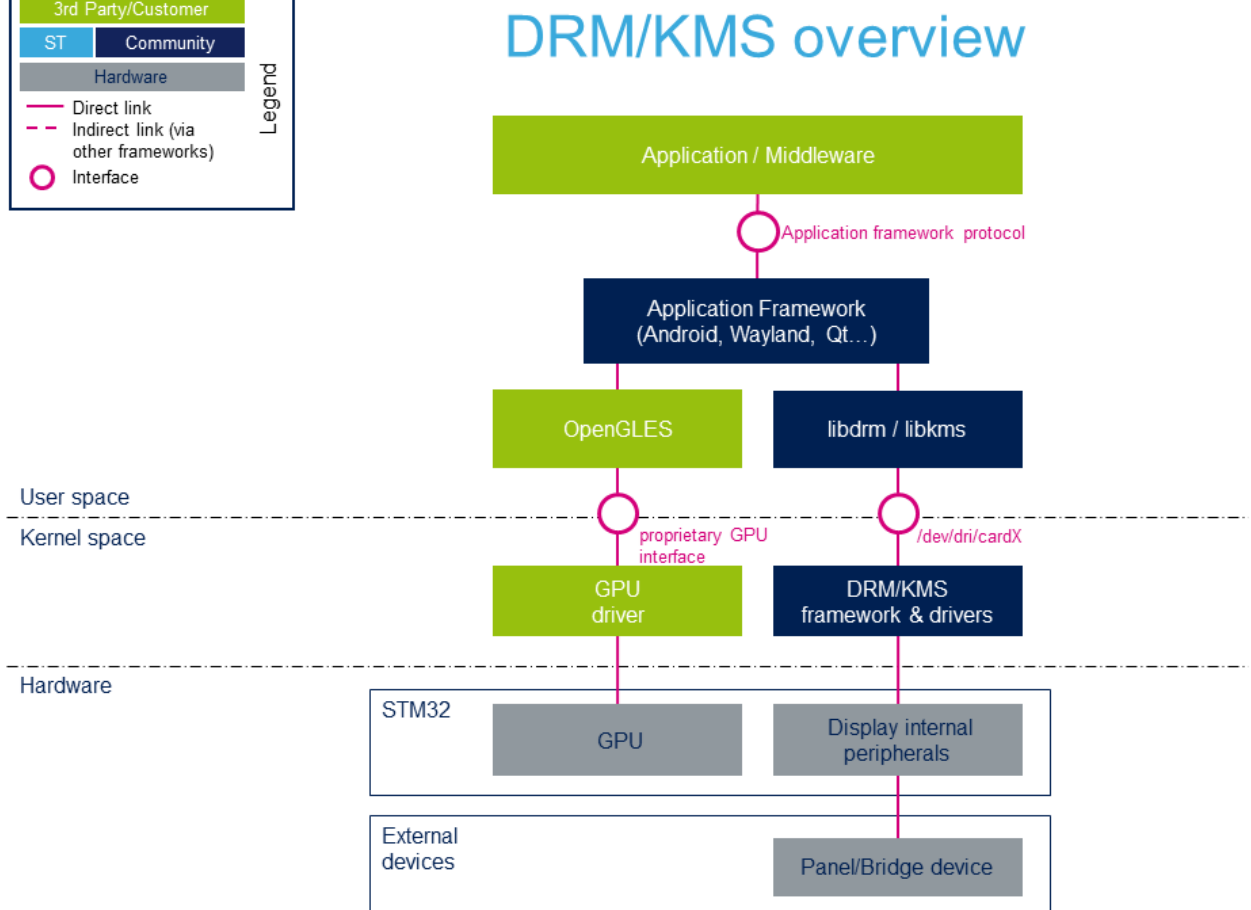 3rd Party/Customer
ST
Community
Hardware
Direct link
Indirect link (via
other frameworks)
Interface
Legend
DRM/KMS overview
Application / Middleware
Application framework protocol
Application Framework
(Android, Wayland, Qt...)
OpenGLES
libdrm / libkms
User space
Kernel space
proprietary GPU
interface
/dev/dri/cardX
GPU
driver
DRM/KMS
framework & drivers
Hardware
STM32
GPU
Display internal
peripherals
External
devices
Panel/Bridge device